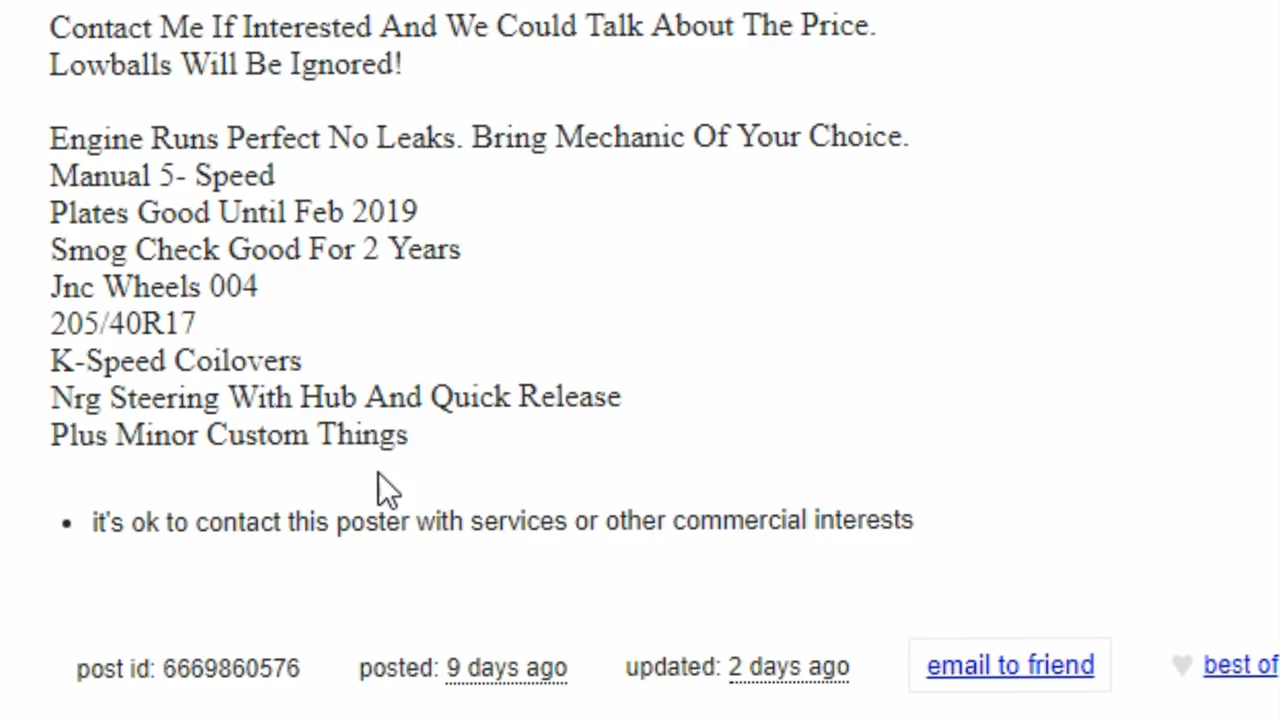 Contact Me If Interested And We Could Talk About The Price.
Lowballs Will Be Ignored!
Engine Runs Perfect No Leaks. Bring Mechanic Of Your Choice.
Manual 5- Speed
Plates Good Until Feb 2019
Smog Check Good For 2 Years
Jnc Wheels 004
205/40R17
K-Speed Coilovers
Nrg Steering With Hub And Quick Release
Plus Minor Custom Things
• it's ok to contact this poster with services or other commercial interests
post id: 6669860576 posted: 9 days ago updated: 2 days ago email to friend ♥ best of